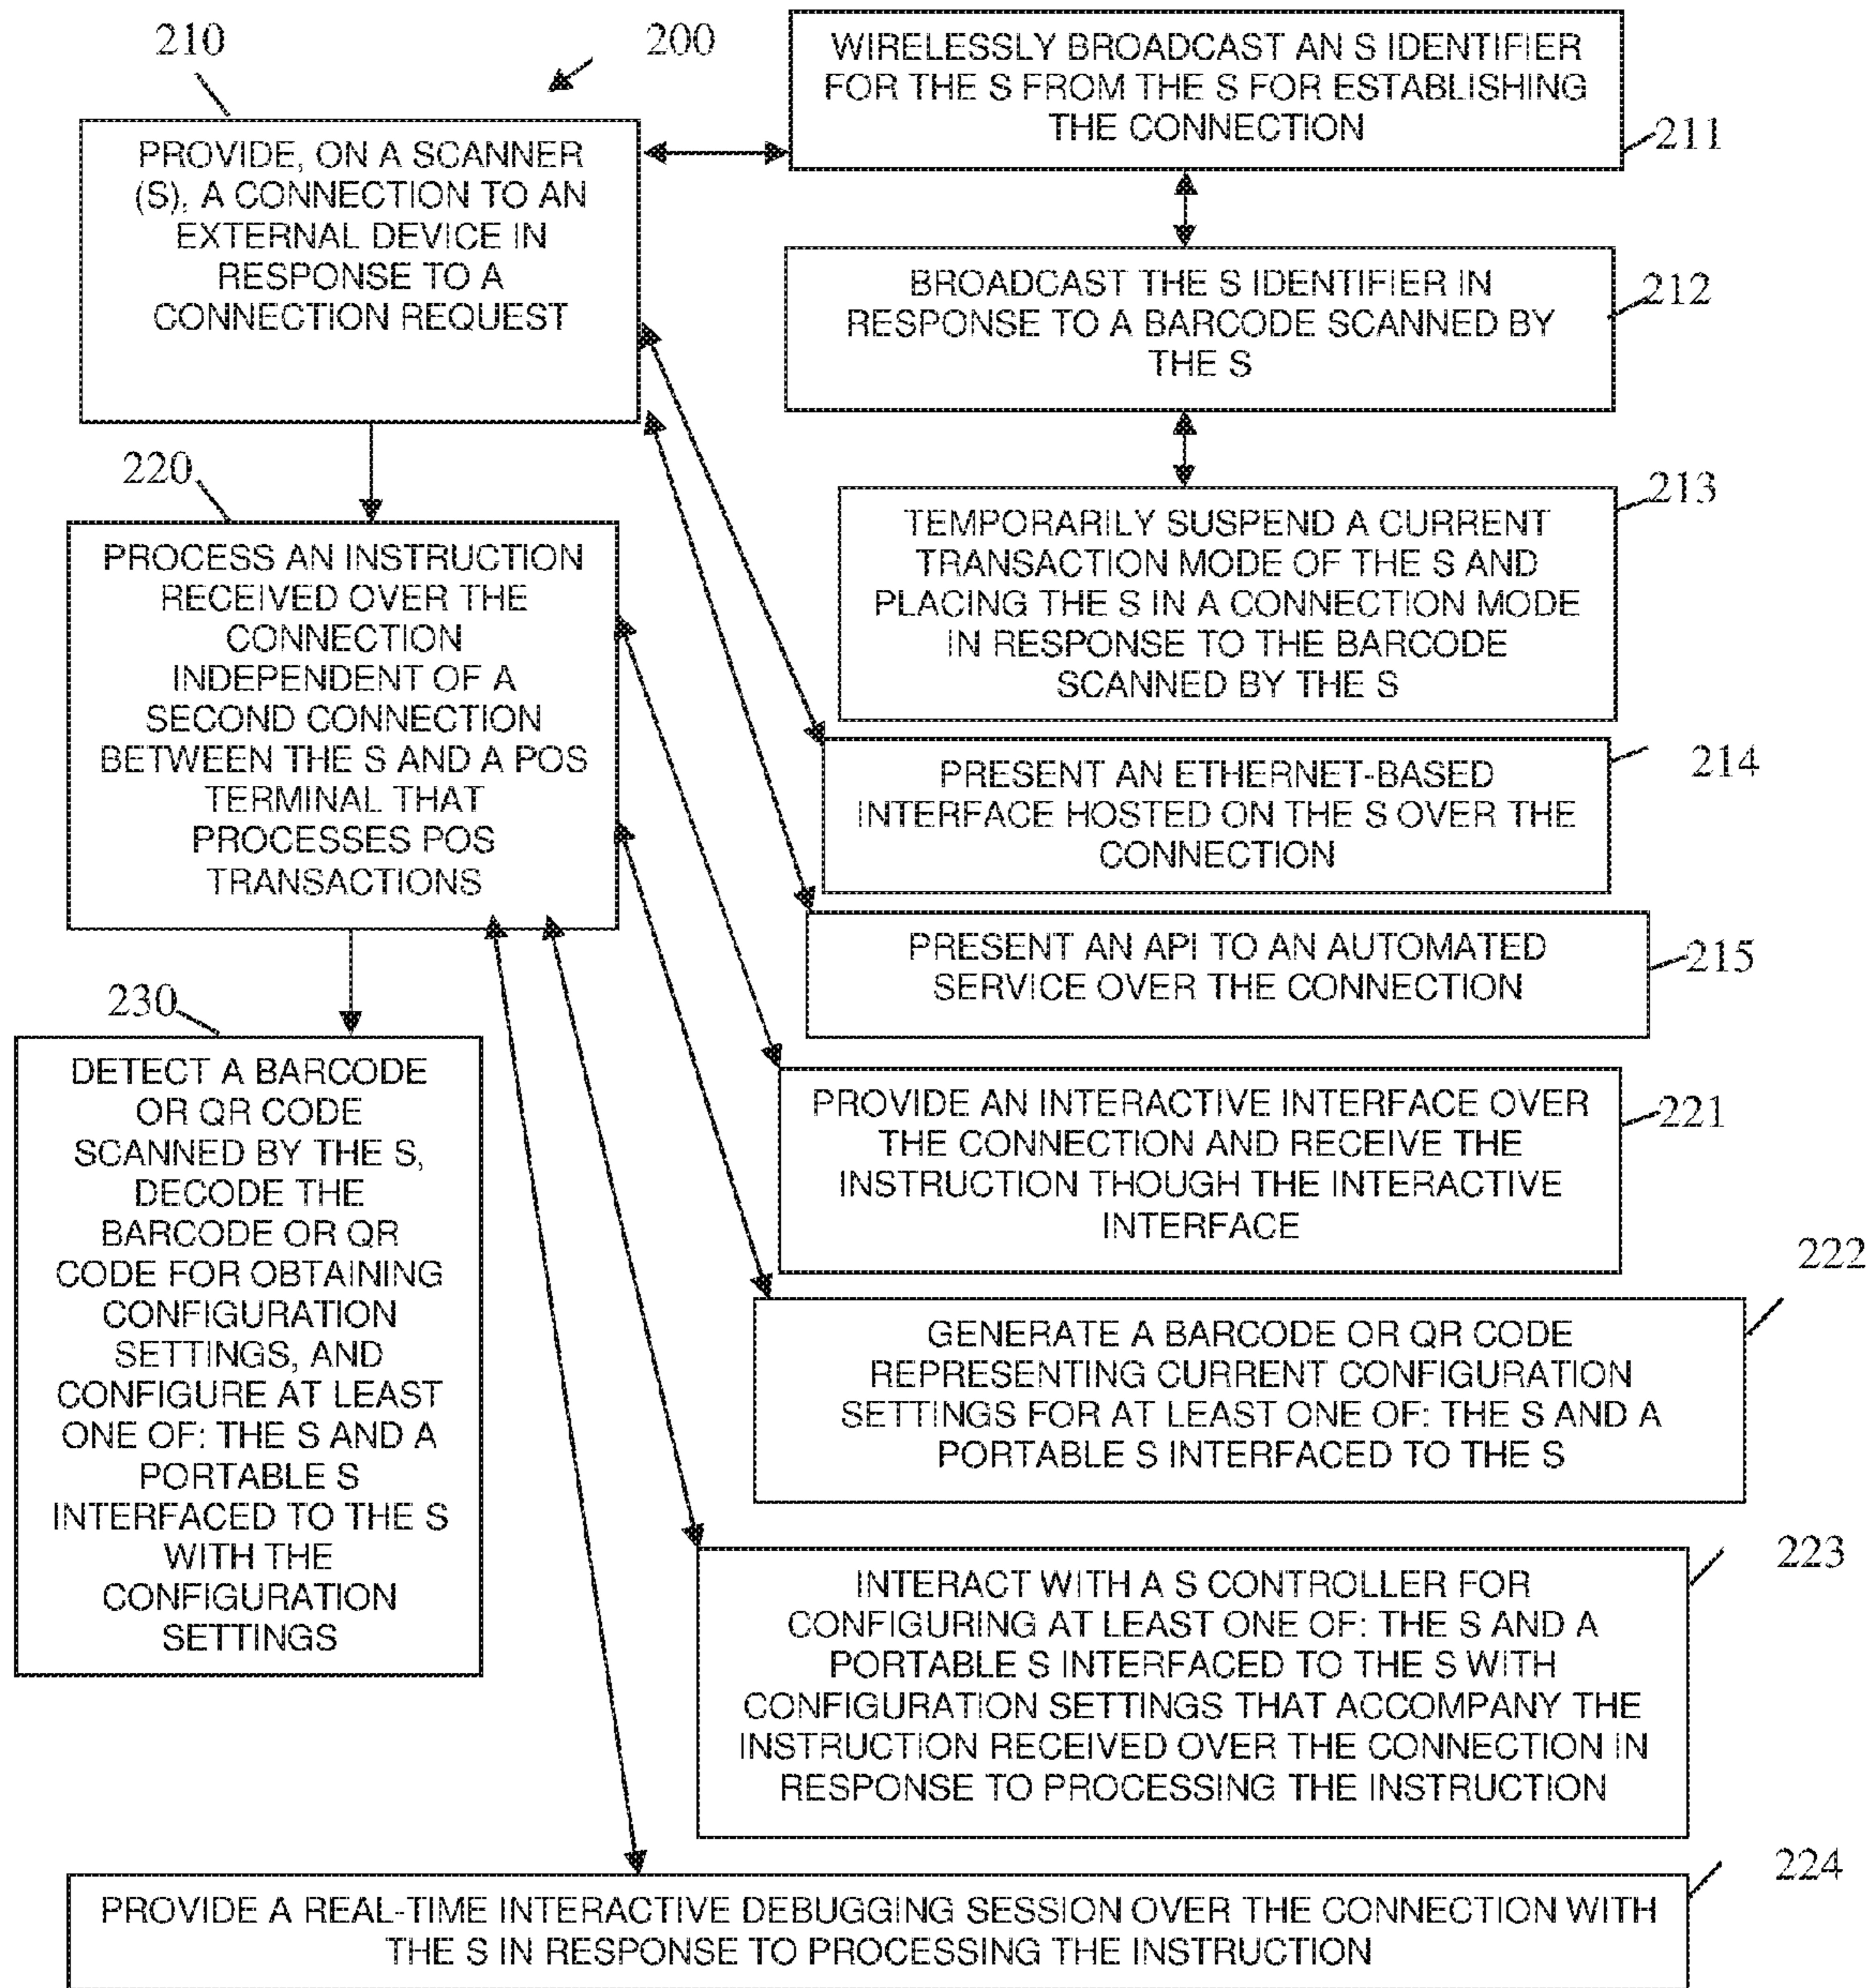 210
200
PROVIDE, ON A SCANNER
(S), A CONNECTION TO AN
EXTERNAL DEVICE IN
RESPONSE TO A
CONNECTION REQUEST
WIRELESSLY BROADCAST AN S IDENTIFIER
FOR THE S FROM THE S FOR ESTABLISHING
THE CONNECTION
211
BROADCAST THE S IDENTIFIER IN
RESPONSE TO A BARCODE SCANNED BY
THE S
212
TEMPORARILY SUSPEND A CURRENT
TRANSACTION MODE OF THE S AND
PLACING THE S IN A CONNECTION MODE
IN RESPONSE TO THE BARCODE
SCANNED BY THE S
213
PRESENT AN ETHERNET-BASED
INTERFACE HOSTED ON THE S OVER THE
CONNECTION
214
PRESENT AN API TO AN AUTOMATED
SERVICE OVER THE CONNECTION
215
220
PROCESS AN INSTRUCTION
RECEIVED OVER THE
CONNECTION
INDEPENDENT OF A
SECOND CONNECTION
BETWEEN THE S AND A POS
TERMINAL THAT
PROCESSES POS
TRANSACTIONS
PROVIDE AN INTERACTIVE INTERFACE OVER
THE CONNECTION AND RECEIVE THE
INSTRUCTION THOUGH THE INTERACTIVE
INTERFACE
221
GENERATE A BARCODE OR QR CODE
REPRESENTING CURRENT CONFIGURATION
SETTINGS FOR AT LEAST ONE OF: THE S AND A
PORTABLE S INTERFACED TO THE S
222
INTERACT WITH A S CONTROLLER FOR
CONFIGURING AT LEAST ONE OF: THE S AND A
PORTABLE S INTERFACED TO THE S WITH
CONFIGURATION SETTINGS THAT ACCOMPANY THE
INSTRUCTION RECEIVED OVER THE CONNECTION IN
RESPONSE TO PROCESSING THE INSTRUCTION
223
230
DETECT A BARCODE
OR QR CODE
SCANNED BY THE S,
DECODE THE
BARCODE OR QR
CODE FOR OBTAINING
CONFIGURATION
SETTINGS, AND
CONFIGURE AT LEAST
ONE OF: THE S AND A
PORTABLE S
INTERFACED TO THE S
WITH THE
CONFIGURATION
SETTINGS
PROVIDE A REAL-TIME INTERACTIVE DEBUGGING SESSION OVER THE CONNECTION WITH
THE S IN RESPONSE TO PROCESSING THE INSTRUCTION
224